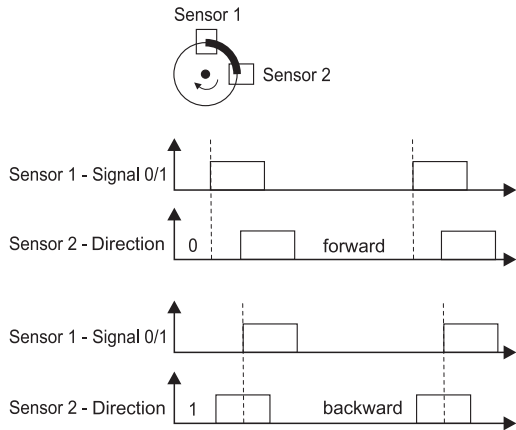 Sensor 1
Sensor 2
Sensor 1 - Signal 0/1
Sensor 2 - Direction 0 forward
Sensor 1 - Signal 0/1
Sensor 2 - Direction 1 backward